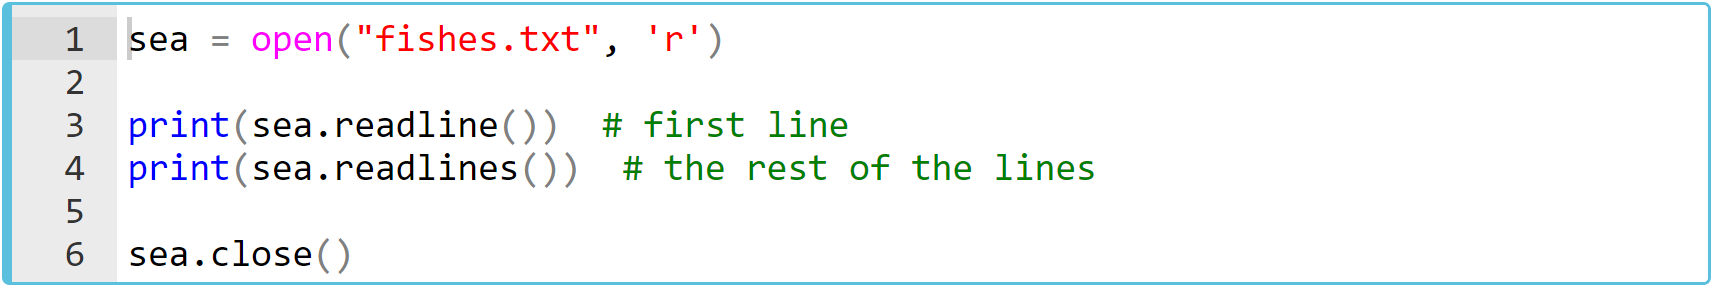 1 sea = open("fishes.txt", 'r')
2
3 print(sea.readline())  # first line
4 print(sea.readlines())  # the rest of the lines
5
6 sea.close()